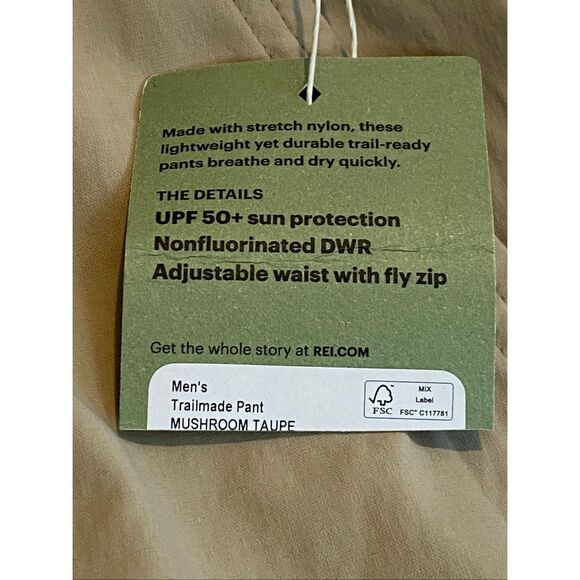 Made with stretch nylon, these
lightweight yet durable trail-ready
pants breathe and dry quickly.
THE DETAILS
UPF 50+ sun protection
Nonfluorinated DWR
Adjustable waist with fly zip
Get the whole story at REI.COM
Men's
Trailmade Pant
MUSHROOM TAUPE
FSC
MIX
Label
FSC™ C117781